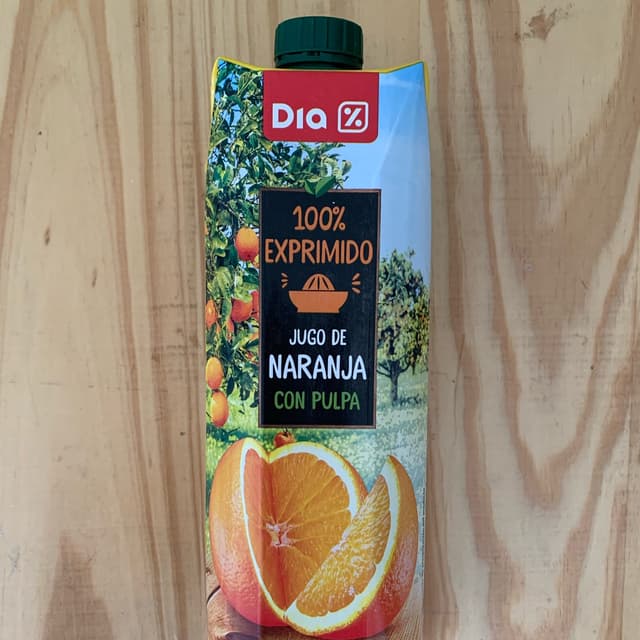 Dia %
100%
EXPRIMIDO
JUGO DE
NARANJA
CON PULPA